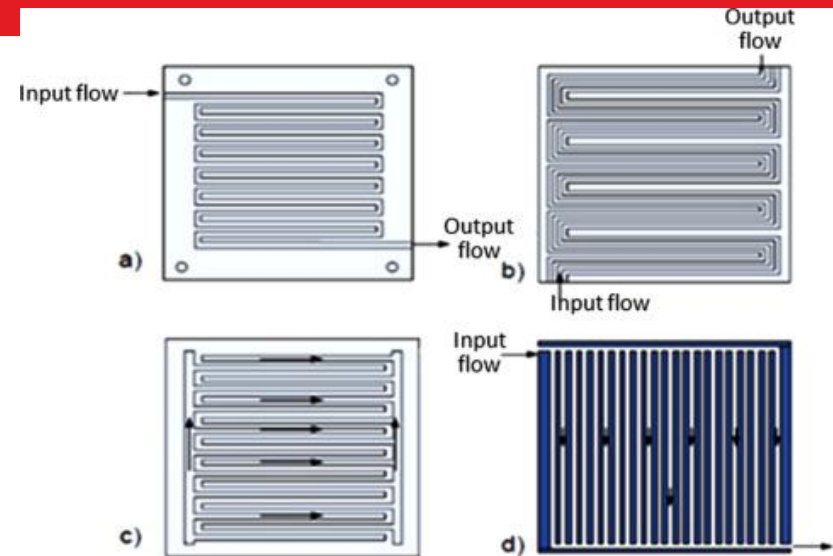 Output
flow
Input flow
Output
flow
a)
b)
Input flow
Input
flow
c)
d)